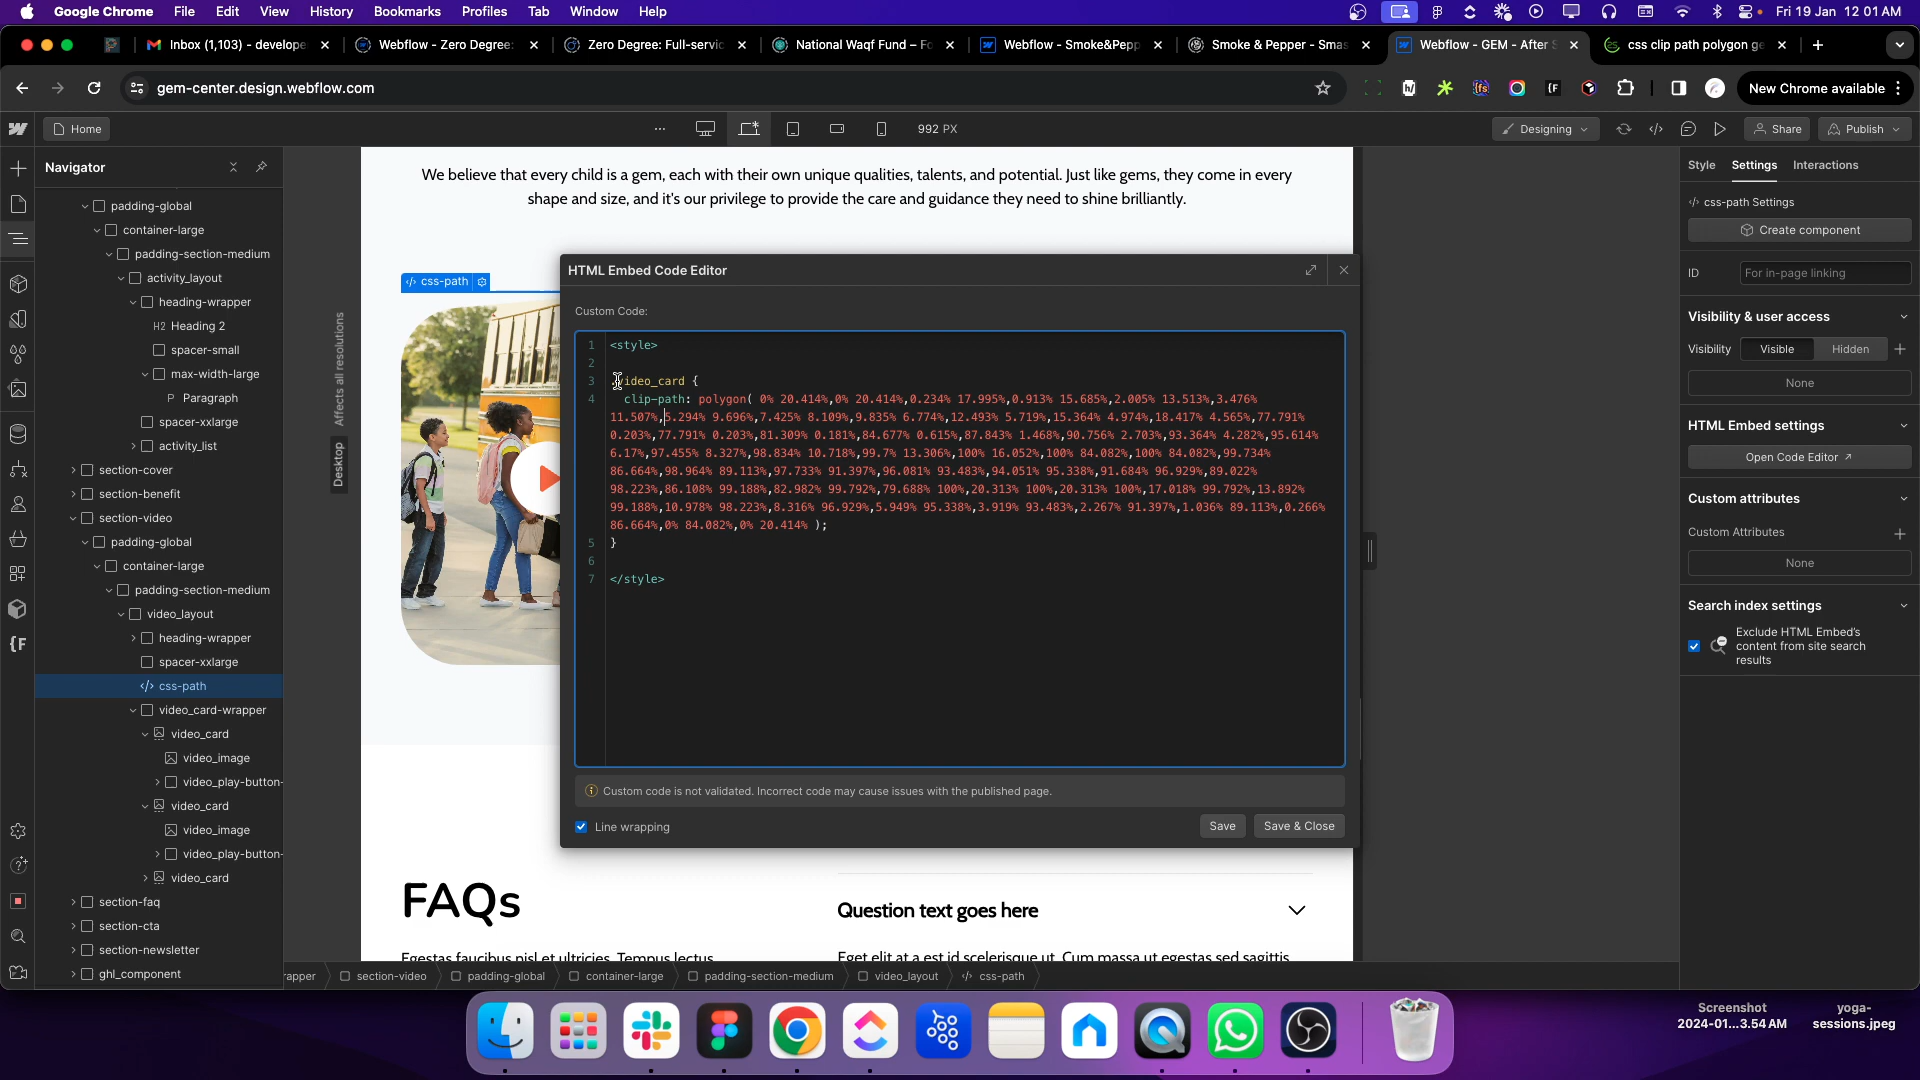 Google Chrome File Edit View History Bookmarks Profiles Tab Window Help Fri 19 Jan 12 01 AM
Inbox (1,103) - develope Webflow - Zero Degree: Zero Degree: Full-servic National Waqf Fund – Fo Webflow - Smoke&Pepp Smoke & Pepper - Smas Webflow - GEM - After S css clip path polygon ge
gem-center.design.webflow.com New Chrome available
Home 992 PX Designing Share Publish
Navigator
padding-global
container-large
padding-section-medium
activity_layout
heading-wrapper
H2 Heading 2
spacer-small
max-width-large
P Paragraph
spacer-xxlarge
activity_list
section-cover
section-benefit
section-video
padding-global
container-large
padding-section-medium
video_layout
heading-wrapper
spacer-xxlarge
css-path
video_card-wrapper
video_card
video_image
video_play-button-
video_card
video_image
video_play-button-
video_card
section-faq
section-cta
section-newsletter
ghl_component
Affects all resolutions
Desktop
We believe that every child is a gem, each with their own unique qualities, talents, and potential. Just like gems, they come in every
shape and size, and it's our privilege to provide the care and guidance they need to shine brilliantly.
css-path
HTML Embed Code Editor
Custom Code:
1 <style>
2
3 .video_card {
4 clip-path: polygon( 0% 20.414%,0% 20.414%,0.234% 17.995%,0.913% 15.685%,2.005% 13.513%,3.476%
11.507%,5.294% 9.696%,7.425% 8.109%,9.835% 6.774%,12.493% 5.719%,15.364% 4.974%,18.417% 4.565%,77.791%
0.203%,77.791% 0.203%,81.309% 0.181%,84.677% 0.615%,87.843% 1.468%,90.756% 2.703%,93.364% 4.282%,95.614%
6.17%,97.455% 8.327%,98.834% 10.718%,99.7% 13.306%,100% 16.052%,100% 84.082%,100% 84.082%,99.734%
86.664%,98.964% 89.113%,97.733% 91.397%,96.081% 93.483%,94.051% 95.338%,91.684% 96.929%,89.022%
98.223%,86.108% 99.188%,82.982% 99.792%,79.688% 100%,20.313% 100%,20.313% 100%,17.018% 99.792%,13.892%
99.188%,10.978% 98.223%,8.316% 96.929%,5.949% 95.338%,3.919% 93.483%,2.267% 91.397%,1.036% 89.113%,0.266%
86.664%,0% 84.082%,0% 20.414% );
5 }
6
7 </style>
Custom code is not validated. Incorrect code may cause issues with the published page.
Line wrapping Save Save & Close
FAQs
Egestas faucibus nisl et ultricies. Tempus lectus
Question text goes here
Eget elit at a est id scelerisque ut. Cum massa ut egestas sed sagittis
rapper section-video padding-global container-large padding-section-medium video_layout css-path
Style Settings Interactions
css-path Settings
Create component
ID For in-page linking
Visibility & user access
Visibility Visible Hidden
None
HTML Embed settings
Open Code Editor
Custom attributes
Custom Attributes
None
Search index settings
Exclude HTML Embed's
content from site search
results
Screenshot
2024-01...3.54 AM
yoga-
sessions.jpeg